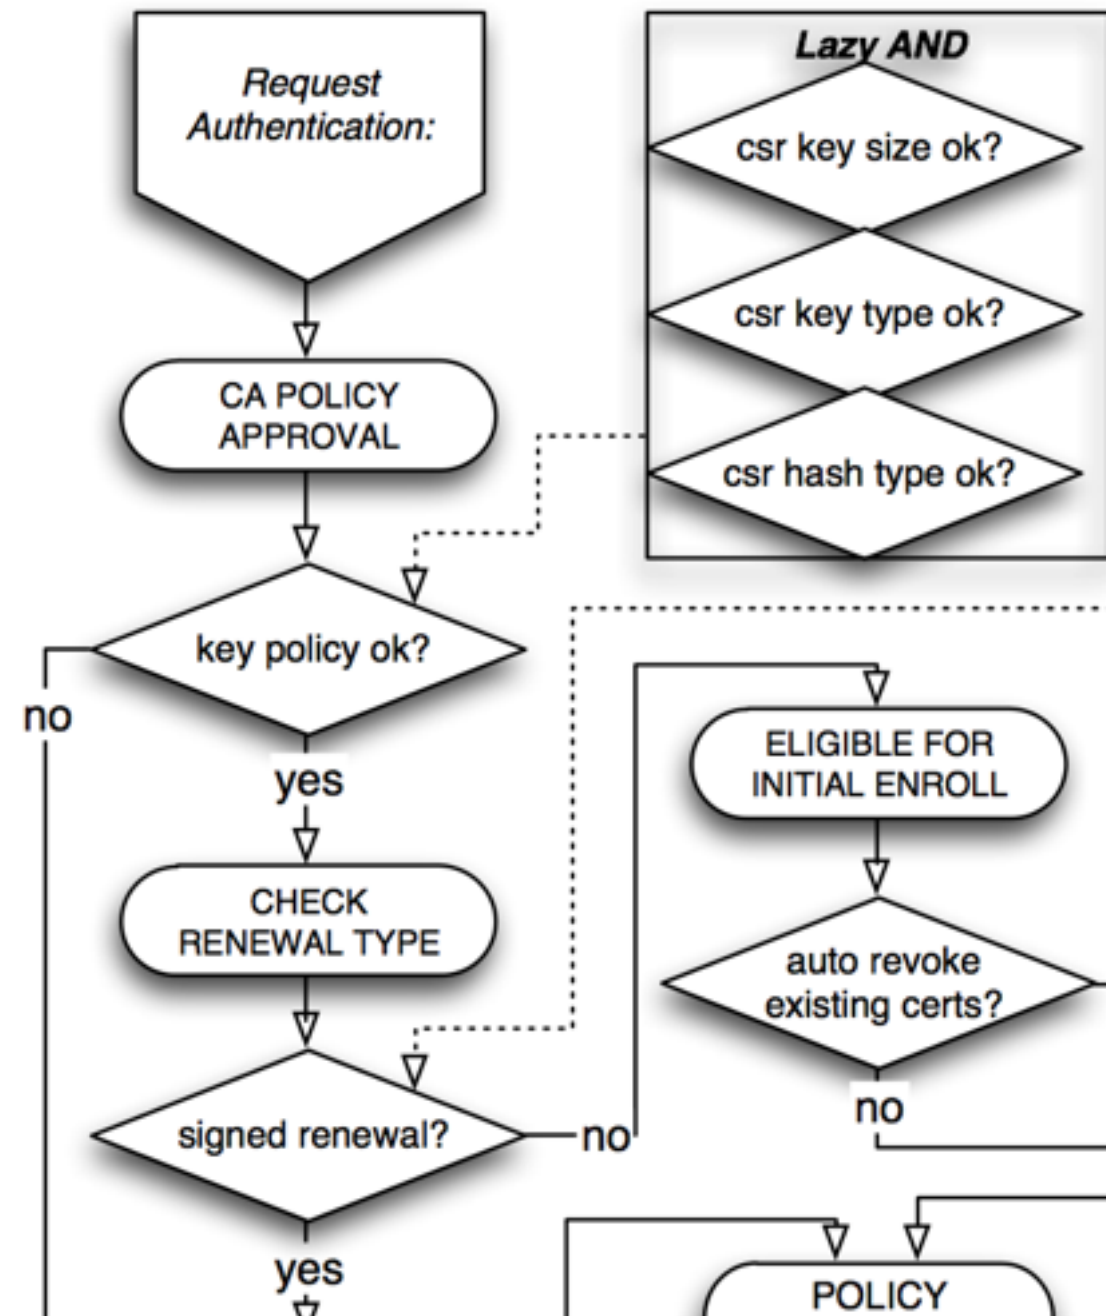 Request
Authentication:
Lazy AND
csr key size ok?
csr key type ok?
csr hash type ok?
CA POLICY
APPROVAL
key policy ok?
no
yes
CHECK
RENEWAL TYPE
signed renewal?
no
yes
ELIGIBLE FOR
INITIAL ENROLL
auto revoke
existing certs?
no
POLICY